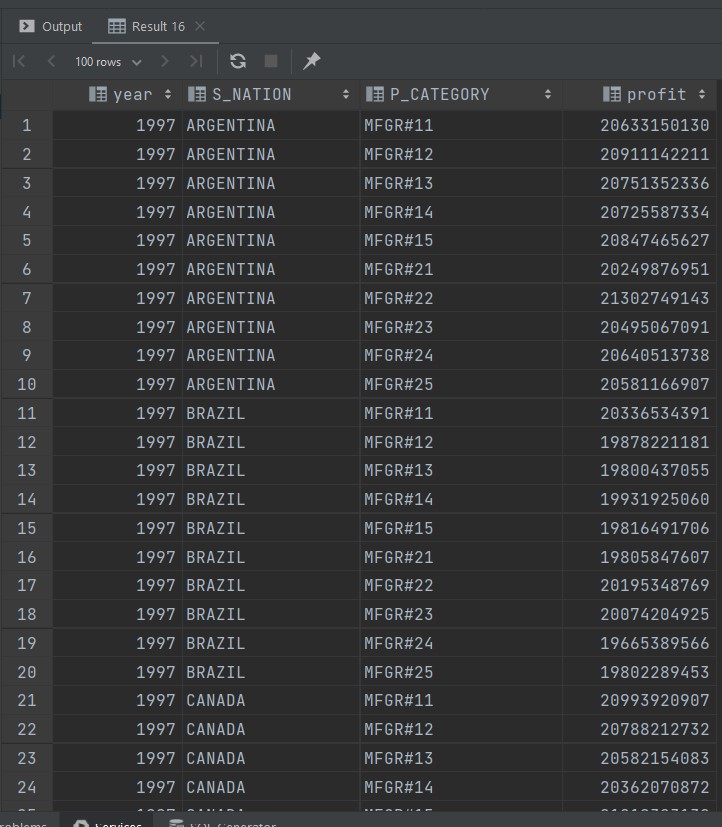 Output Result 16
100 rows
year S_NATION P_CATEGORY profit
1 1997 ARGENTINA MFGR#11 20633150130
2 1997 ARGENTINA MFGR#12 20911142211
3 1997 ARGENTINA MFGR#13 20751352336
4 1997 ARGENTINA MFGR#14 20725587334
5 1997 ARGENTINA MFGR#15 20847465627
6 1997 ARGENTINA MFGR#21 20249876951
7 1997 ARGENTINA MFGR#22 21302749143
8 1997 ARGENTINA MFGR#23 20495067091
9 1997 ARGENTINA MFGR#24 20640513738
10 1997 ARGENTINA MFGR#25 20581166907
11 1997 BRAZIL MFGR#11 20336534391
12 1997 BRAZIL MFGR#12 19878221181
13 1997 BRAZIL MFGR#13 19800437055
14 1997 BRAZIL MFGR#14 19931925060
15 1997 BRAZIL MFGR#15 19816491706
16 1997 BRAZIL MFGR#21 19805847607
17 1997 BRAZIL MFGR#22 20195348769
18 1997 BRAZIL MFGR#23 20074204925
19 1997 BRAZIL MFGR#24 19665389566
20 1997 BRAZIL MFGR#25 19802289453
21 1997 CANADA MFGR#11 20993920907
22 1997 CANADA MFGR#12 20788212732
23 1997 CANADA MFGR#13 20582154083
24 1997 CANADA MFGR#14 20362070872
Services